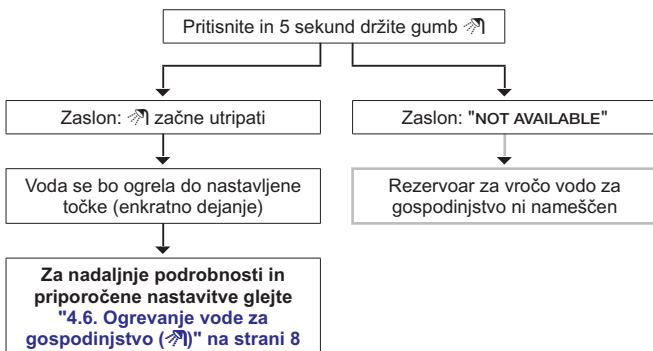 Pritisnite in 5 sekund držite gumb
Zaslon: začne utripati
Zaslon: "NOT AVAILABLE"
Voda se bo ogrela do nastavljene
točke (enkratno dejanje)
Rezervoar za vročo vodo za
gospodinjstvo ni nameščen
Za nadaljnje podrobnosti in
priporočene nastavitve glejte
"4.6. Ogrevanje vode za
gospodinjstvo ()" na strani 8